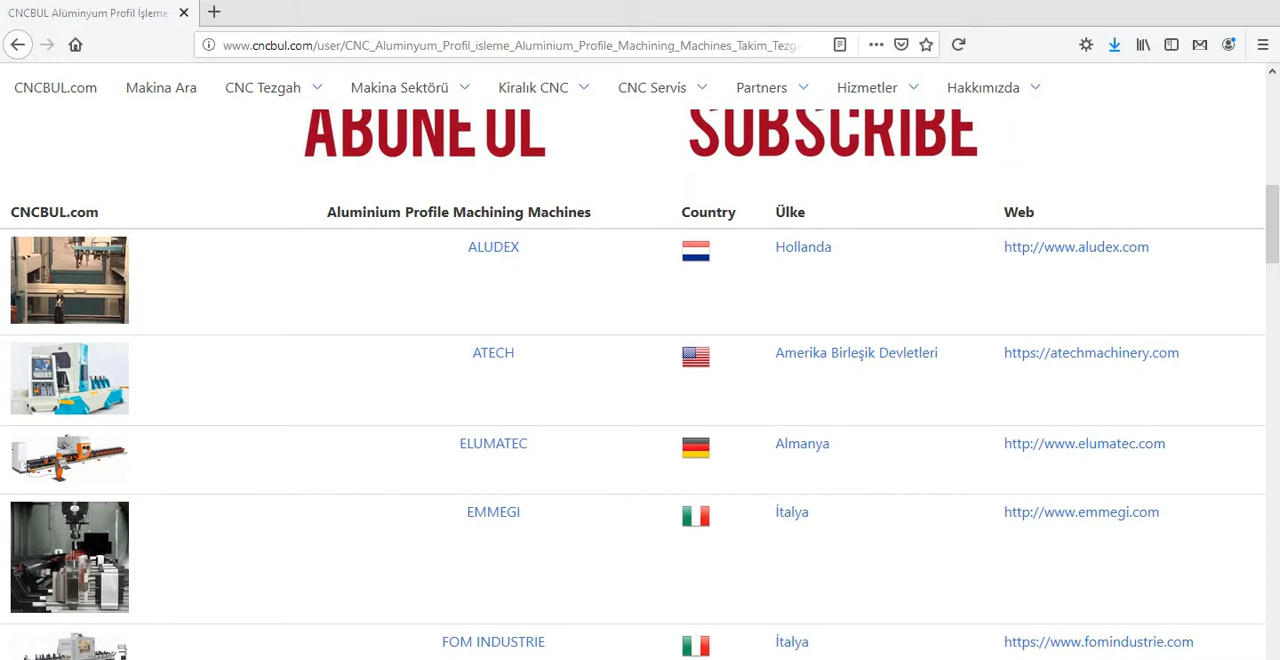 CNCBUL Alüminyum Profil İşleme
www.cncbul.com/user/CNC_Aluminyum_Profil_isleme_Aluminium_Profile_Machining_Machines_Takim_Tezg
CNCBUL.com Makina Ara CNC Tezgah Makina Sektörü Kiralık CNC CNC Servis Partners Hizmetler Hakkımızda
ABONE OL SUBSCRIBE
CNCBUL.com Aluminium Profile Machining Machines Country Ülke Web
ALUDEX Hollanda http://www.aludex.com
ATECH Amerika Birleşik Devletleri https://atechmachinery.com
ELUMATEC Almanya http://www.elumatec.com
EMMEGI İtalya http://www.emmegi.com
FOM INDUSTRIE İtalya https://www.fomindustrie.com